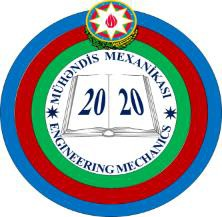 MÜHƏNDİS MEXANİKASI
20 20
ENGINEERING MECHANICS